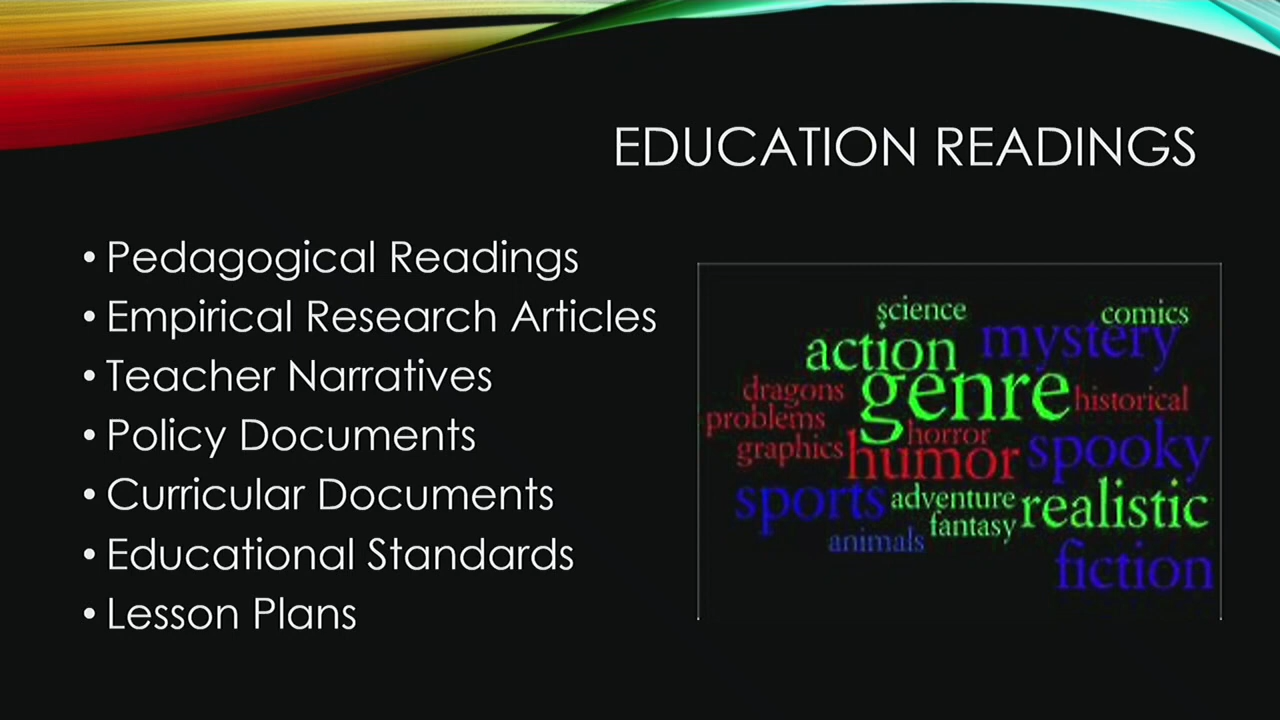 EDUCATION READINGS
• Pedagogical Readings
• Empirical Research Articles
• Teacher Narratives
• Policy Documents
• Curricular Documents
• Educational Standards
• Lesson Plans
science
comics
mystery
action
genre
dragons
historical
problems
horror
graphics
humor
spooky
sports
adventure
realistic
fantasy
animals
fiction